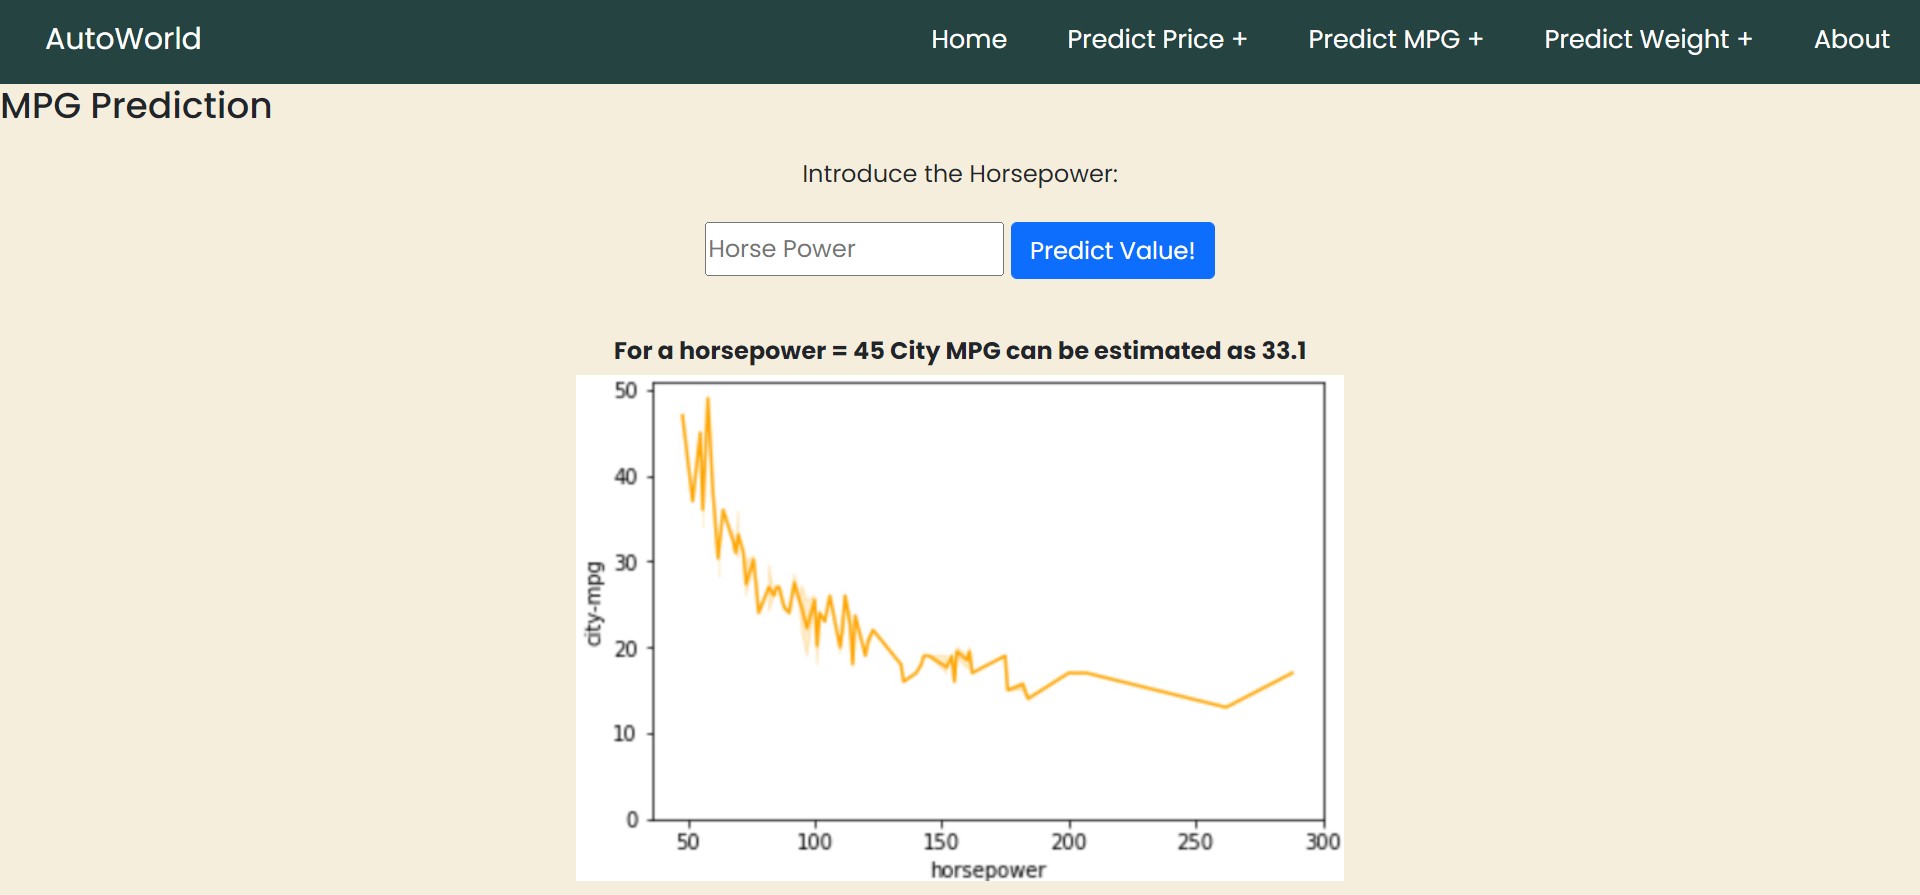 AutoWorld
Home Predict Price + Predict MPG + Predict Weight + About
MPG Prediction
Introduce the Horsepower:
Horse Power Predict Value!
For a horsepower = 45 City MPG can be estimated as 33.1
50
40
30
20
10
0
city-mpg
50 100 150 200 250 300
horsepower